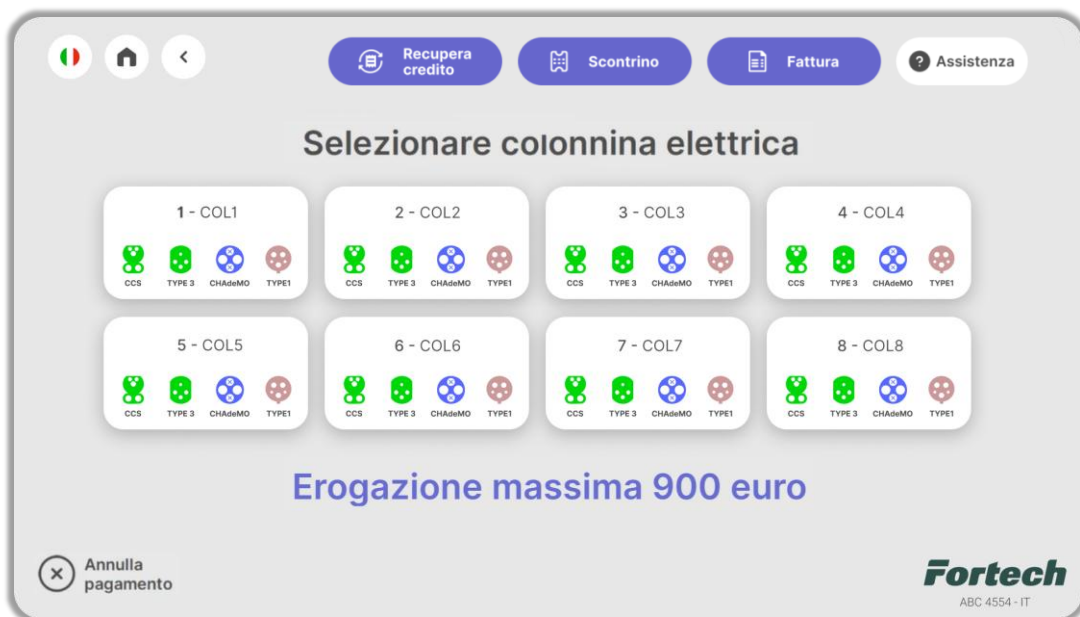 Recupera
credito
Scontrino
Fattura
? Assistenza
Selezionare colonnina elettrica
1 - COL1
CCS TYPE 3 CHAdeMO TYPE1
2 - COL2
CCS TYPE 3 CHAdeMO TYPE1
3 - COL3
CCS TYPE 3 CHAdeMO TYPE1
4 - COL4
CCS TYPE 3 CHAdeMO TYPE1
5 - COL5
CCS TYPE 3 CHAdeMO TYPE1
6 - COL6
CCS TYPE 3 CHAdeMO TYPE1
7 - COL7
CCS TYPE 3 CHAdeMO TYPE1
8 - COL8
CCS TYPE 3 CHAdeMO TYPE1
Erogazione massima 900 euro
Annulla
pagamento
Fortech
ABC 4554 - IT